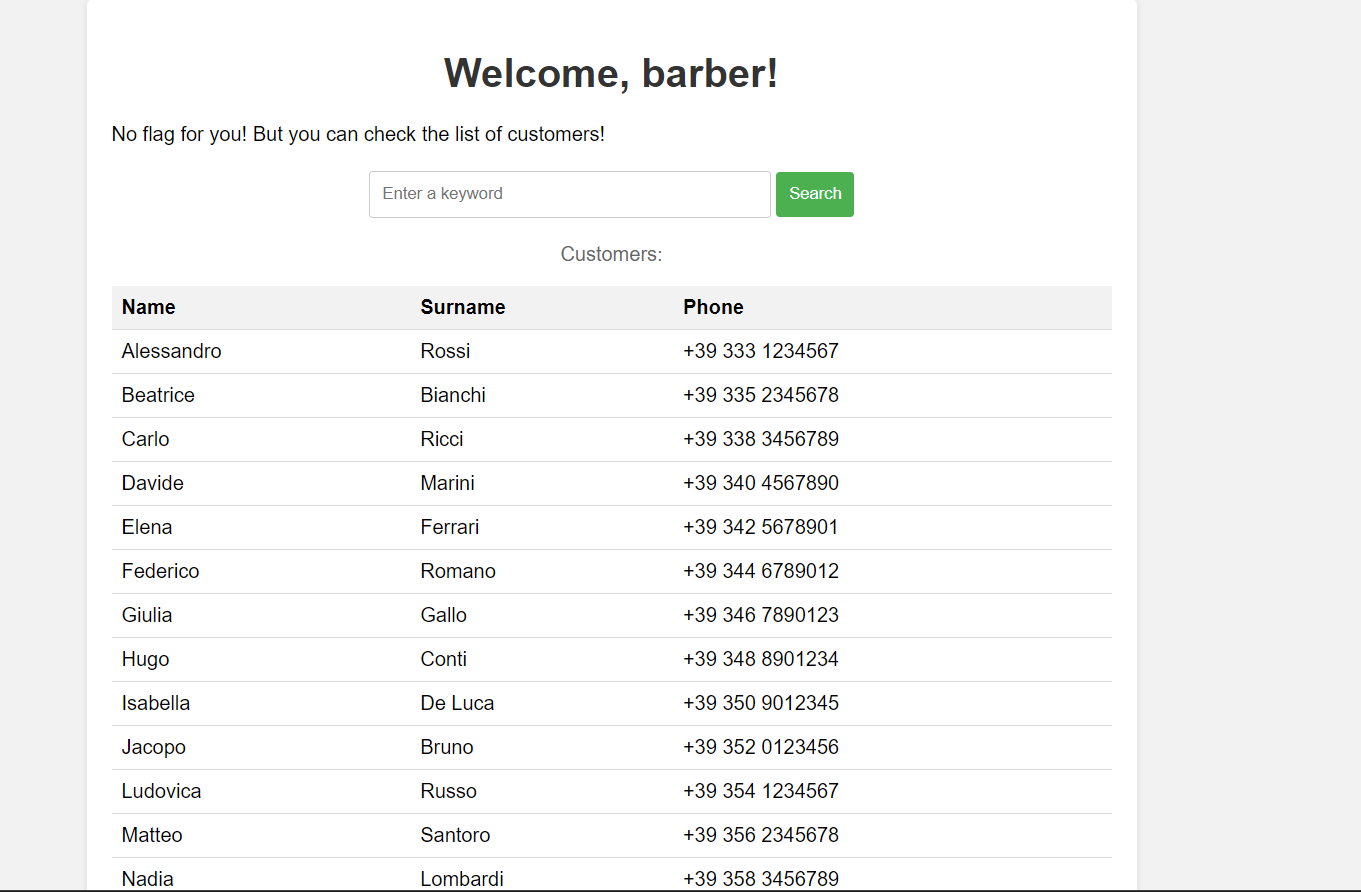 Welcome, barber!
No flag for you! But you can check the list of customers!
Enter a keyword Search
Customers:
Name Surname Phone
Alessandro Rossi +39 333 1234567
Beatrice Bianchi +39 335 2345678
Carlo Ricci +39 338 3456789
Davide Marini +39 340 4567890
Elena Ferrari +39 342 5678901
Federico Romano +39 344 6789012
Giulia Gallo +39 346 7890123
Hugo Conti +39 348 8901234
Isabella De Luca +39 350 9012345
Jacopo Bruno +39 352 0123456
Ludovica Russo +39 354 1234567
Matteo Santoro +39 356 2345678
Nadia Lombardi +39 358 3456789